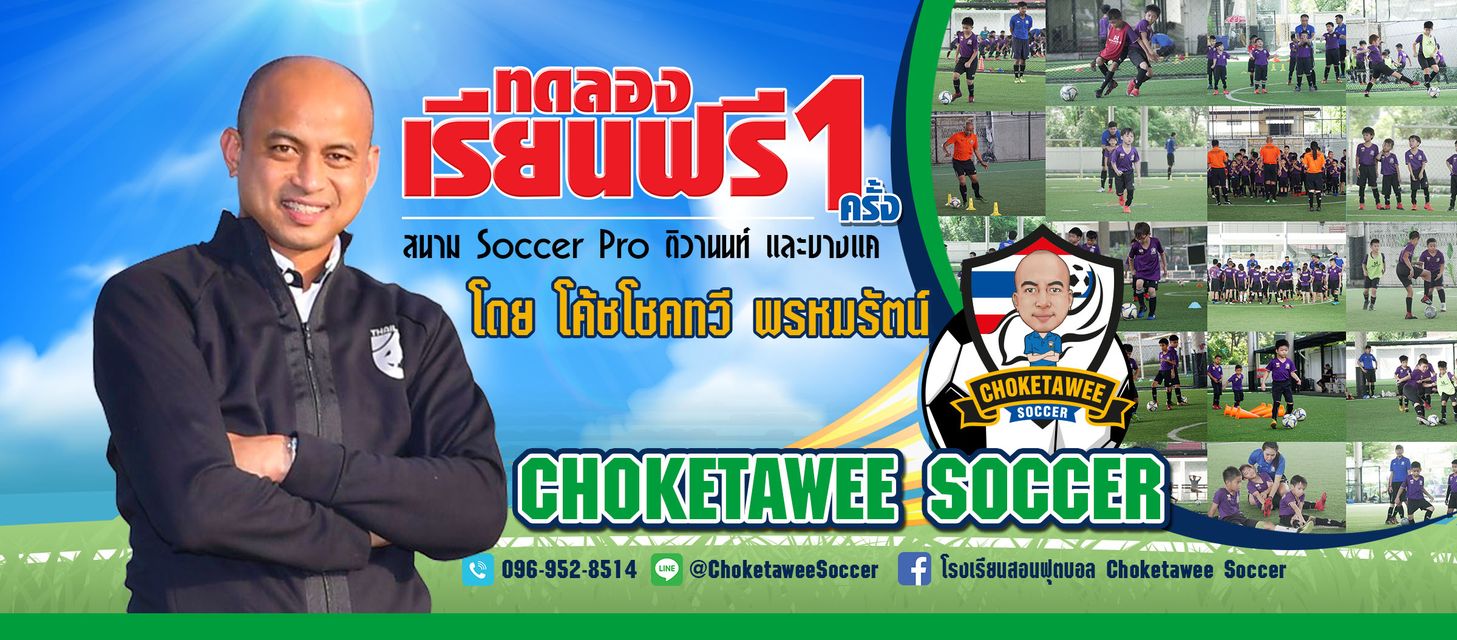 ทดลอง
เรียนฟรี 1
ครั้ง
สนาม Soccer Pro ติวานนท์ และบางแค
โดย โค้ชโชคทวี พรหมรัตน์
THAIL
CHOKETAWEE
SOCCER
CHOKETAWEE SOCCER
096-952-8514 LINE @ChoketaweeSoccer f โรงเรียนสอนฟุตบอล Choketawee Soccer